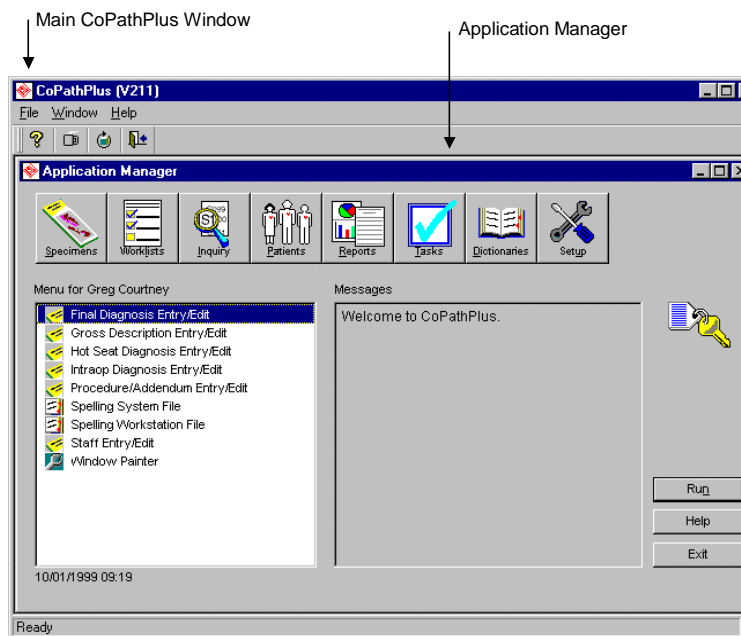 Main CoPathPlus Window
Application Manager
CoPathPlus (V211)
File Window Help
Application Manager
Specimens Worklists Inquiry Patients Reports Tasks Dictionaries Setup
Menu for Greg Courtney
Messages
Final Diagnosis Entry/Edit
Gross Description Entry/Edit
Hot Seat Diagnosis Entry/Edit
Intraop Diagnosis Entry/Edit
Procedure/Addendum Entry/Edit
Spelling System File
Spelling Workstation File
Staff Entry/Edit
Window Painter
Welcome to CoPathPlus.
Run
Help
Exit
10/01/1999 09:19
Ready